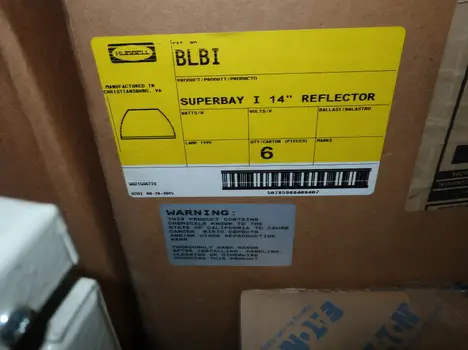 HUBBELL
CAT. NO.
BLBI
MANUFACTURED IN
CHRISTIANSBURG, VA
PRODUCT/PRODUIT/PRODUCTO
SUPERBAY I 14" REFLECTOR
WATTS/V
VOLTS/V
BALLAST/BALASTRO
LAMP TYPE
QTY/CARTON (PIECES)
MARKS
6
WARNING:
THIS PRODUCT CONTAINS
CHEMICALS KNOWN TO THE
STATE OF CALIFORNIA TO CAUSE
CANCER, BIRTH DEFECTS
AND/OR OTHER REPRODUCTIVE
HARM
THOROUGHLY WASH HANDS
AFTER INSTALLING, HANDLING,
CLEANING OR OTHERWISE
TOUCHING THIS PRODUCT